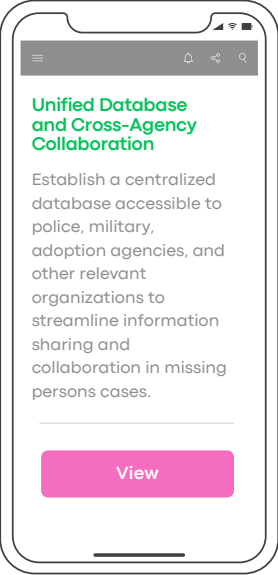 Unified Database
and Cross-Agency
Collaboration
Establish a centralized
database accessible to
police, military,
adoption agencies, and
other relevant
organizations to
streamline information
sharing and
collaboration in missing
persons cases.
View